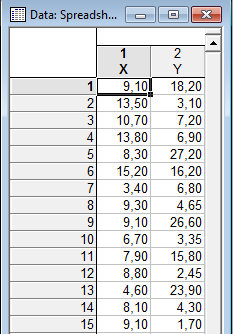 Data: Spreadsh...
1 2
X Y
1 9,10 18,20
2 13,50 3,10
3 10,70 7,20
4 13,80 6,90
5 8,30 27,20
6 15,20 16,20
7 3,40 6,80
8 9,30 4,65
9 9,10 26,60
10 6,70 3,35
11 7,90 15,80
12 8,80 2,45
13 4,60 23,90
14 8,10 4,30
15 9,10 1,70